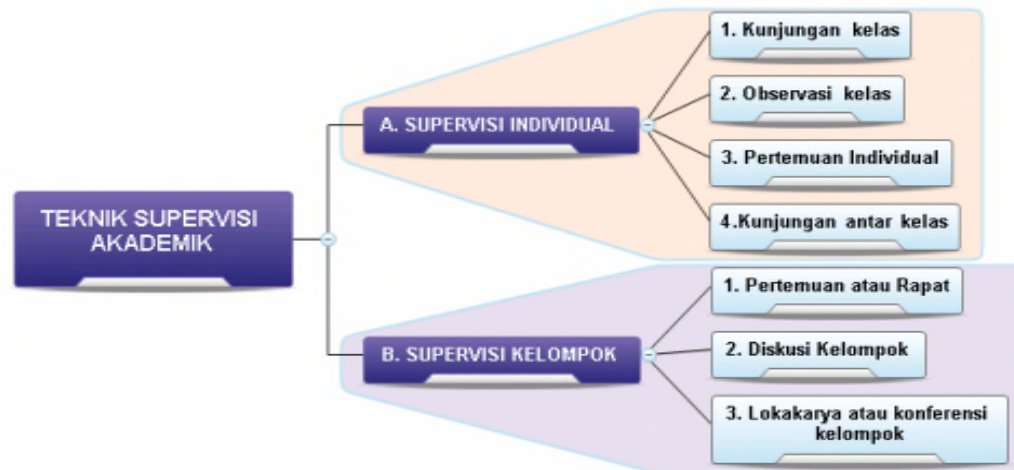 TEKNIK SUPERVISI
AKADEMIK
A. SUPERVISI INDIVIDUAL
1. Kunjungan kelas
2. Observasi kelas
3. Pertemuan Individual
4.Kunjungan antar kelas
B. SUPERVISI KELOMPOK
1. Pertemuan atau Rapat
2. Diskusi Kelompok
3. Lokakarya atau konferensi
kelompok